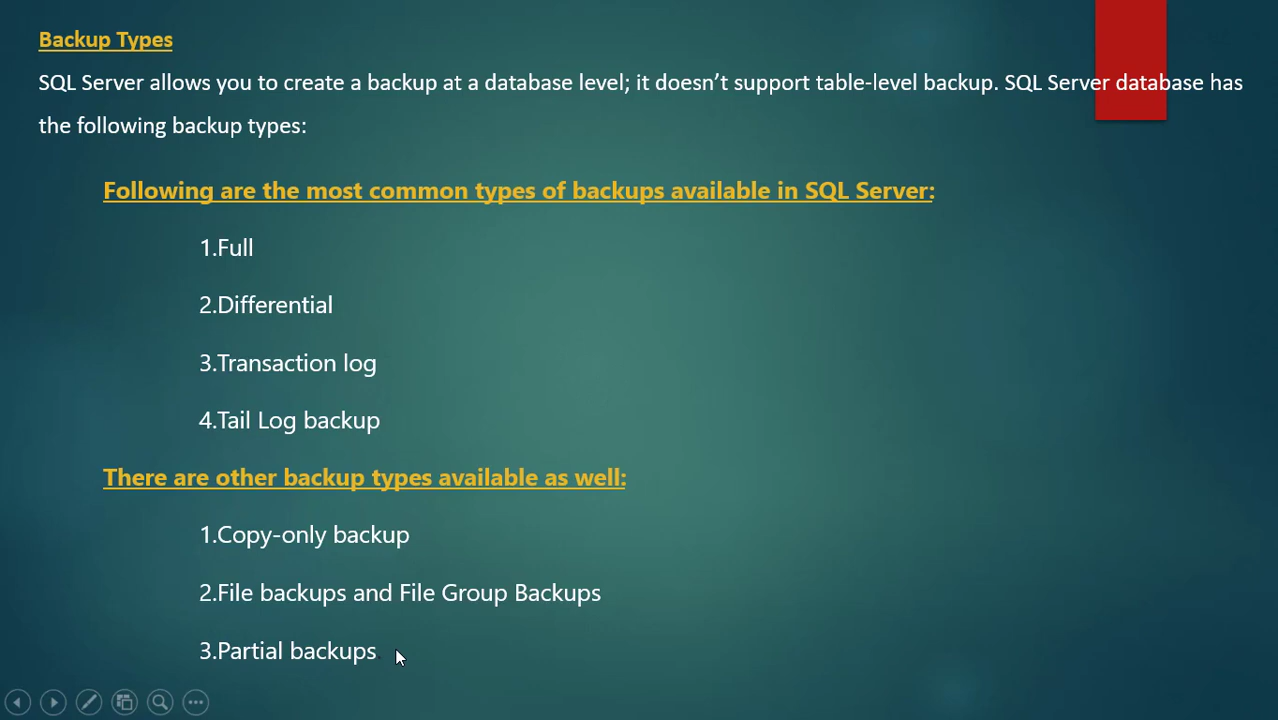 Backup Types
SQL Server allows you to create a backup at a database level; it doesn’t support table-level backup. SQL Server database has
the following backup types:
Following are the most common types of backups available in SQL Server:
1.Full
2.Differential
3.Transaction log
4.Tail Log backup
There are other backup types available as well:
1.Copy-only backup
2.File backups and File Group Backups
3.Partial backups.